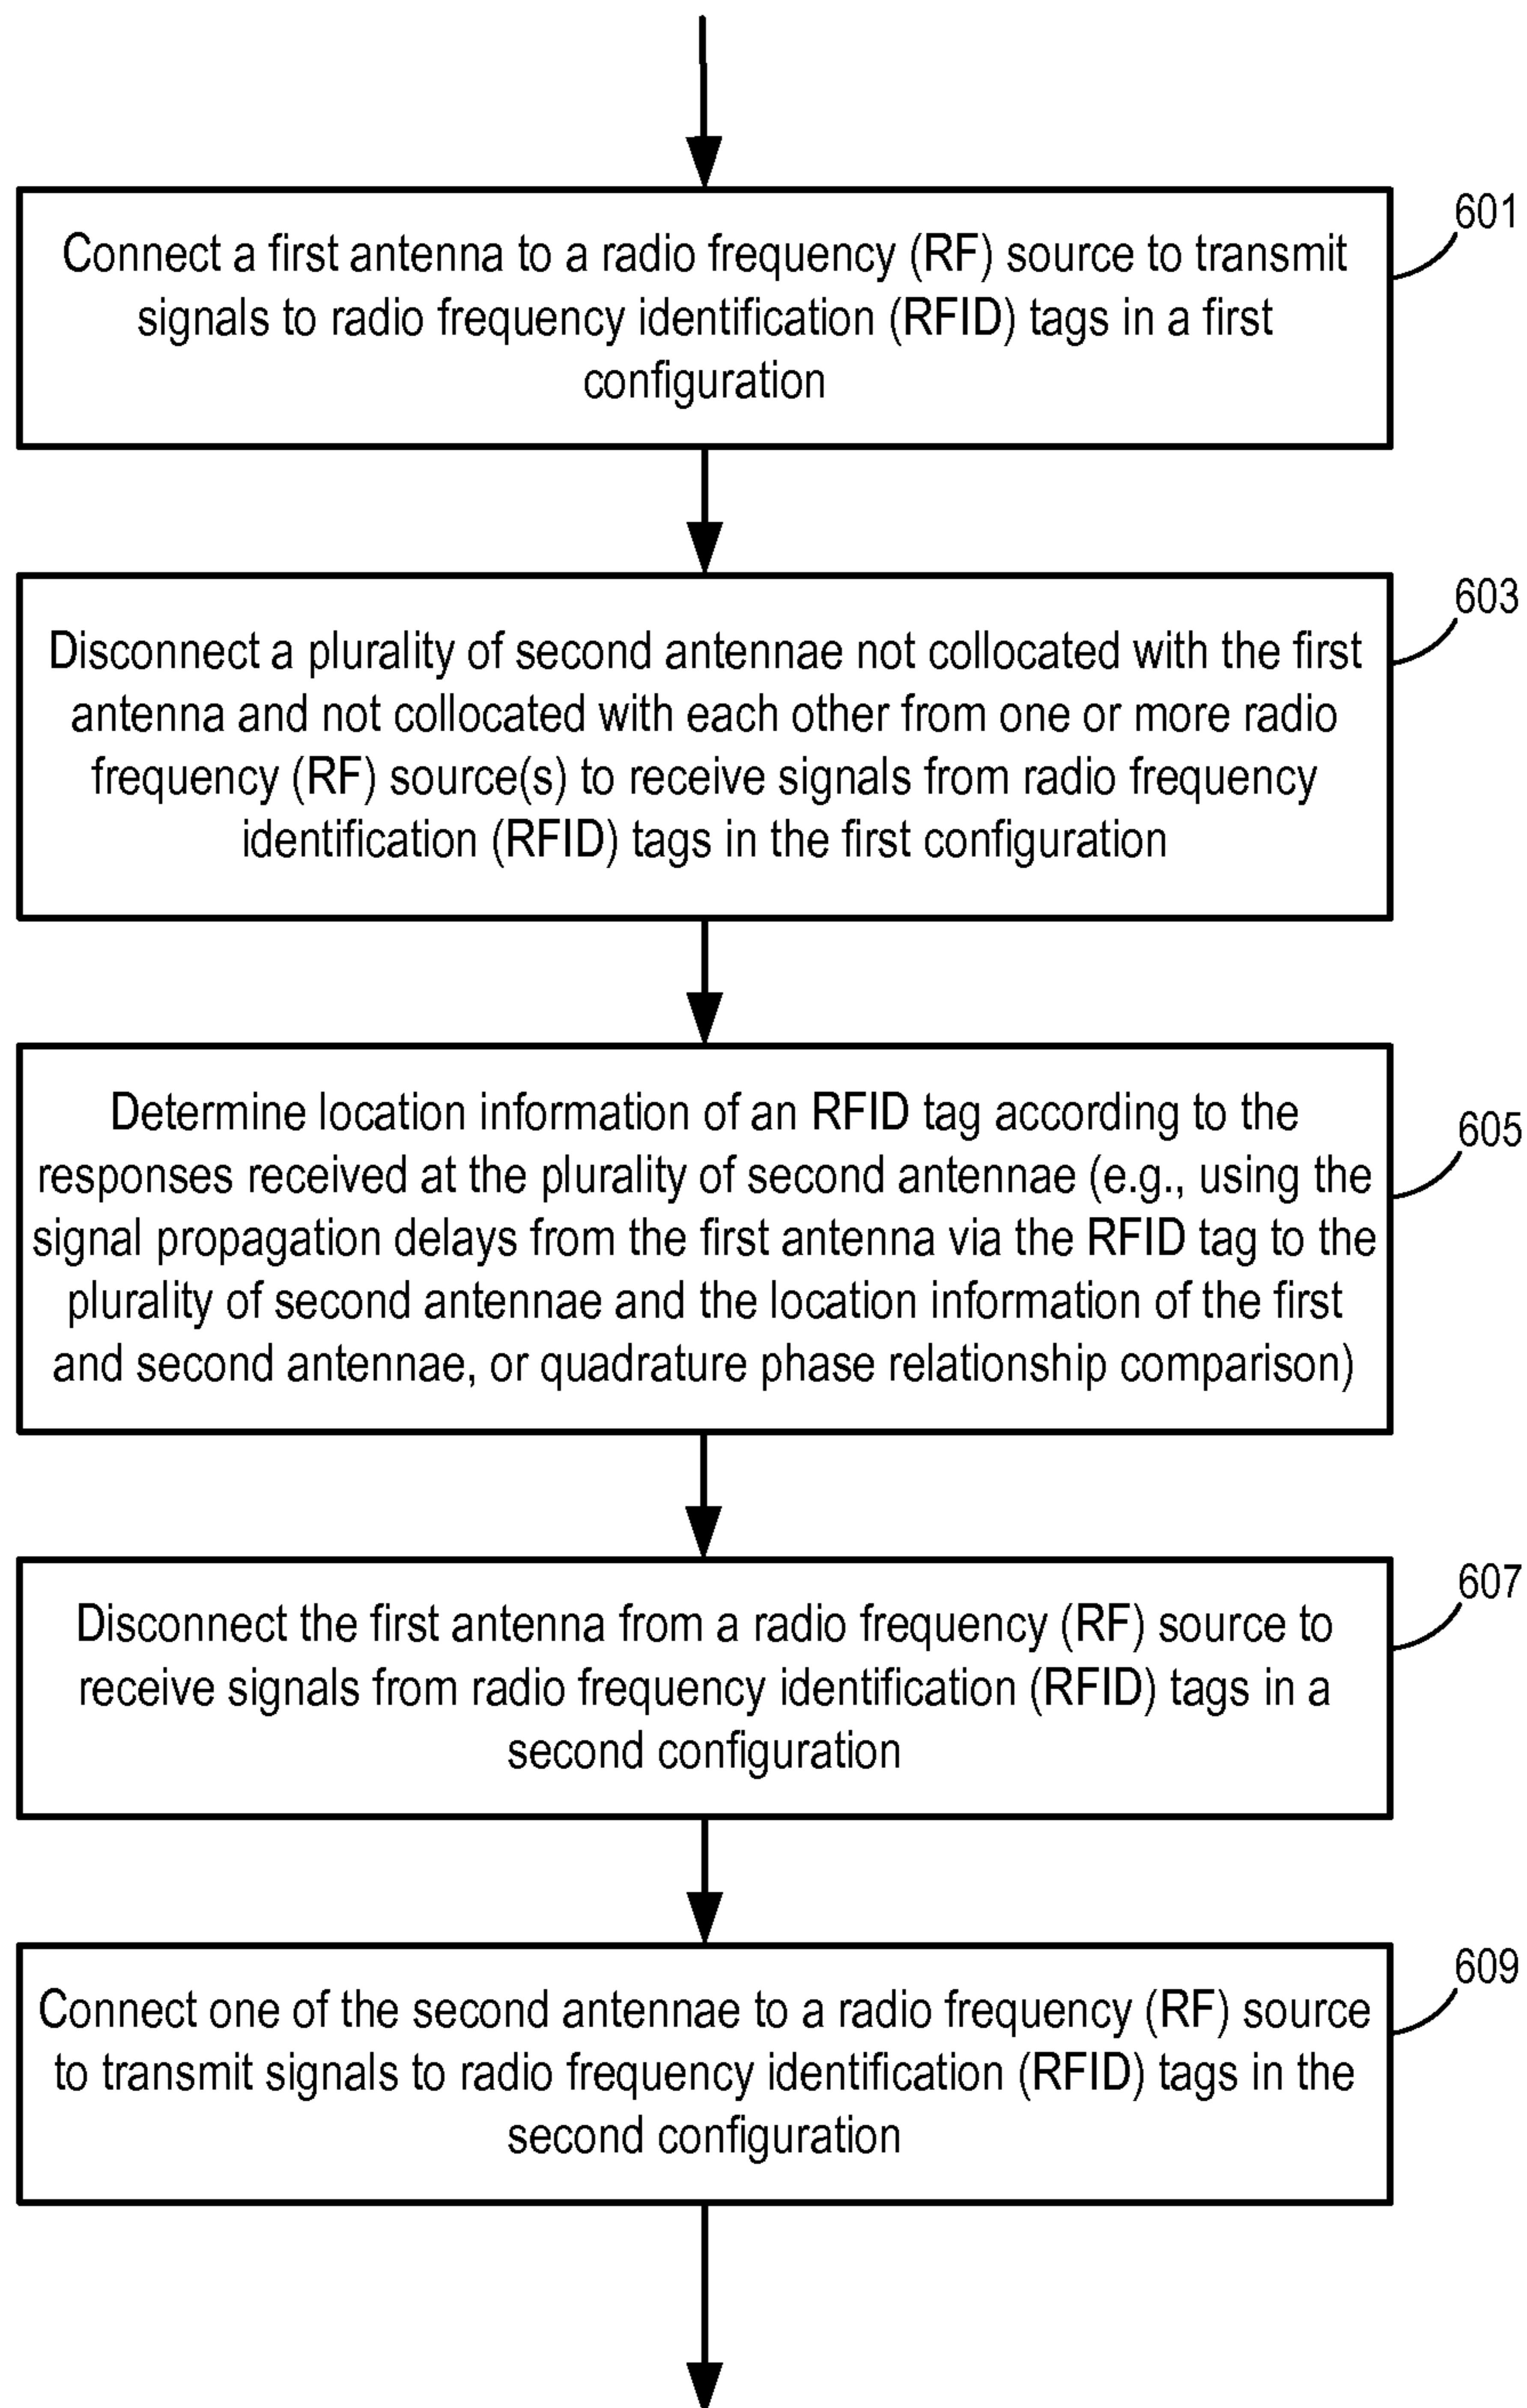 Connect a first antenna to a radio frequency (RF) source to transmit
signals to radio frequency identification (RFID) tags in a first
configuration
601
Disconnect a plurality of second antennae not collocated with the first
antenna and not collocated with each other from one or more radio
frequency (RF) source(s) to receive signals from radio frequency
identification (RFID) tags in the first configuration
603
Determine location information of an RFID tag according to the
responses received at the plurality of second antennae (e.g., using the
signal propagation delays from the first antenna via the RFID tag to the
plurality of second antennae and the location information of the first
and second antennae, or quadrature phase relationship comparison)
605
Disconnect the first antenna from a radio frequency (RF) source to
receive signals from radio frequency identification (RFID) tags in a
second configuration
607
Connect one of the second antennae to a radio frequency (RF) source
to transmit signals to radio frequency identification (RFID) tags in the
second configuration
609